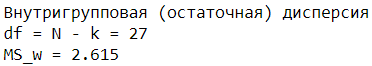 Внутригрупповая (остаточная) дисперсия
df = N - k = 27
MS_w = 2.615